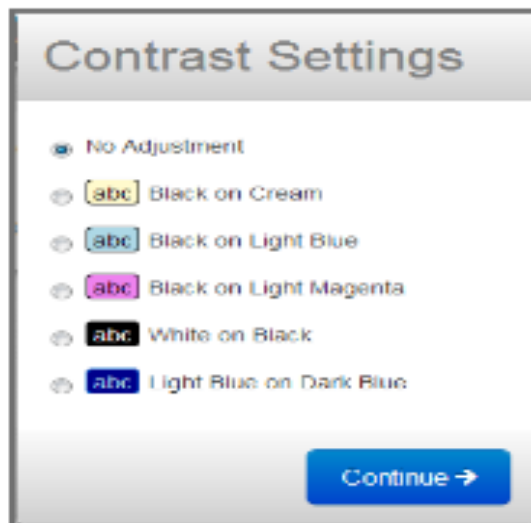 Contrast Settings
No Adjustment
abc Black on Cream
abc Black on Light Blue
abc Black on Light Magenta
abc White on Black
abc Light Blue on Dark Blue
Continue →